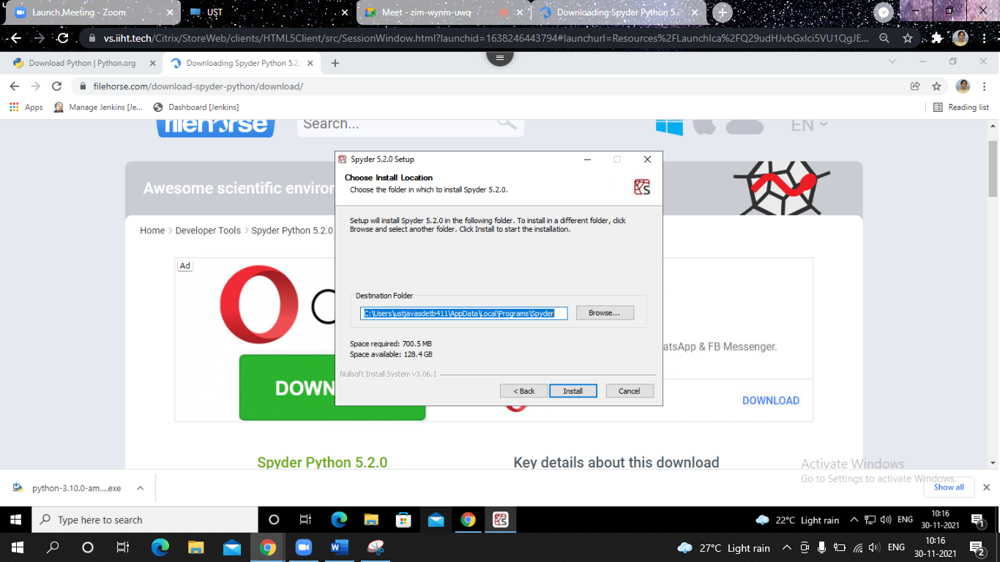 Launch Meeting - Zoom
UST
Meet - zim-wynm-uwq
Downloading Spyder Python 5.2
vs.iiht.tech/Citrix/StoreWeb/clients/HTML5Client/src/SessionWindow.html?launchid=1638246443794#launchurl=Resources%2FLaunchIca%2FQ29udHJvbGxlci5VU1QgJE...
Download Python | Python.org
Downloading Spyder Python 5.2
filehorse.com/download-spyder-python/download/
Apps
Manage Jenkins [Je...
Dashboard [Jenkins]
Reading list
filehorse
Search...
EN
Spyder 5.2.0 Setup
Choose Install Location
Choose the folder in which to install Spyder 5.2.0.
Awesome scientific environ
Setup will install Spyder 5.2.0 in the following folder. To install in a different folder, click
Browse and select another folder. Click Install to start the installation.
Home > Developer Tools > Spyder Python 5.2.0
Ad
Destination Folder
C:\Users\ustjavasdetb411\AppData\Local\Programs\Spyder
Browse...
Space required: 700.5 MB
Space available: 128.4 GB
atsApp & FB Messenger.
Nullsoft Install System v3.06.1
< Back
Install
Cancel
DOWN
DOWNLOAD
Spyder Python 5.2.0
Key details about this download
Activate Windows
Go to Settings to activate Windows.
python-3.10.0-am....exe
Show all
Type here to search
22°C Light rain
ENG
10:16
30-11-2021
1
27°C Light rain
ENG
10:16
30-11-2021
2